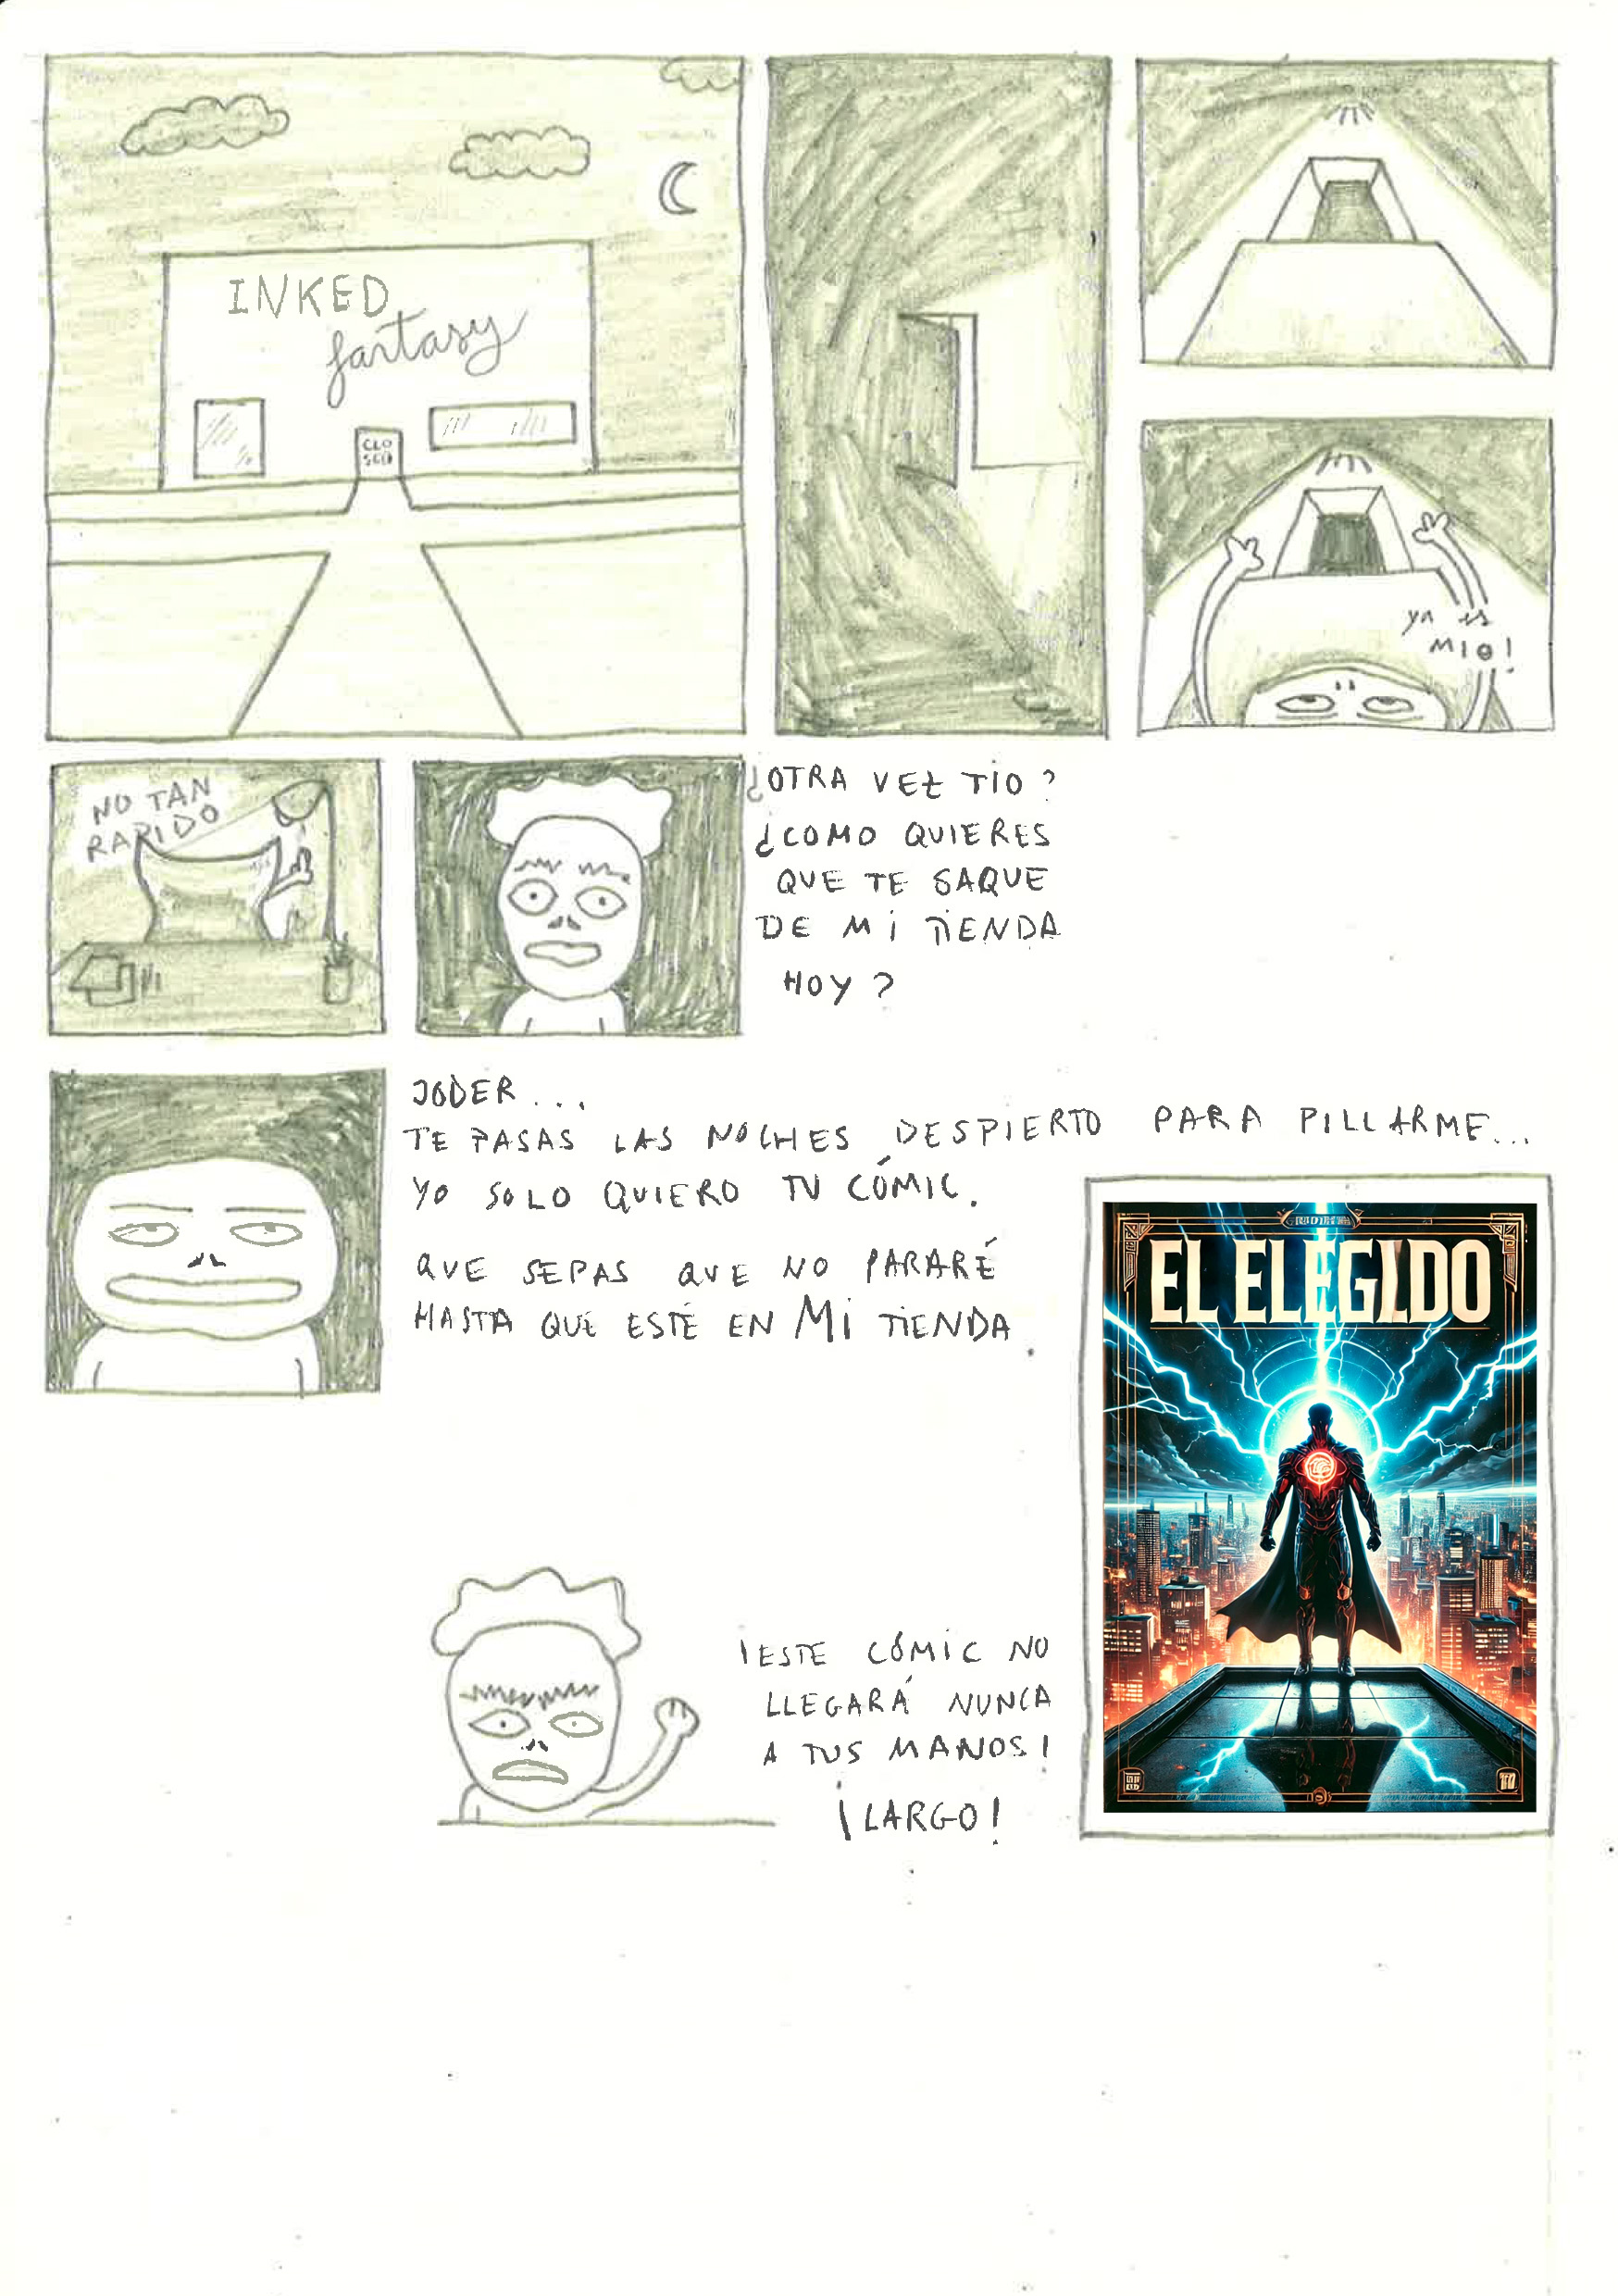 INKED
fantasy
CLO
SED
ya es
MIO!
NO TAN
RAPIDO
¿OTRA VEZ TIO?
¿COMO QUIERES
QUE TE SAQUE
DE Mi TiENDA
HOY?
JODER...
TE PASAS LAS NOCHES DESPIERTO PARA PILLARME...
YO SOLO QUIERO TU CÓMIC.
QUE SEPAS QUE NO PARARÉ
HASTA QUE ESTÉ EN Mi TiENDA.
EL ELEGIDO
¡ESTE CÓMIC NO
LLEGARÁ NUNCA
A TUS MANOS!
¡LARGO!